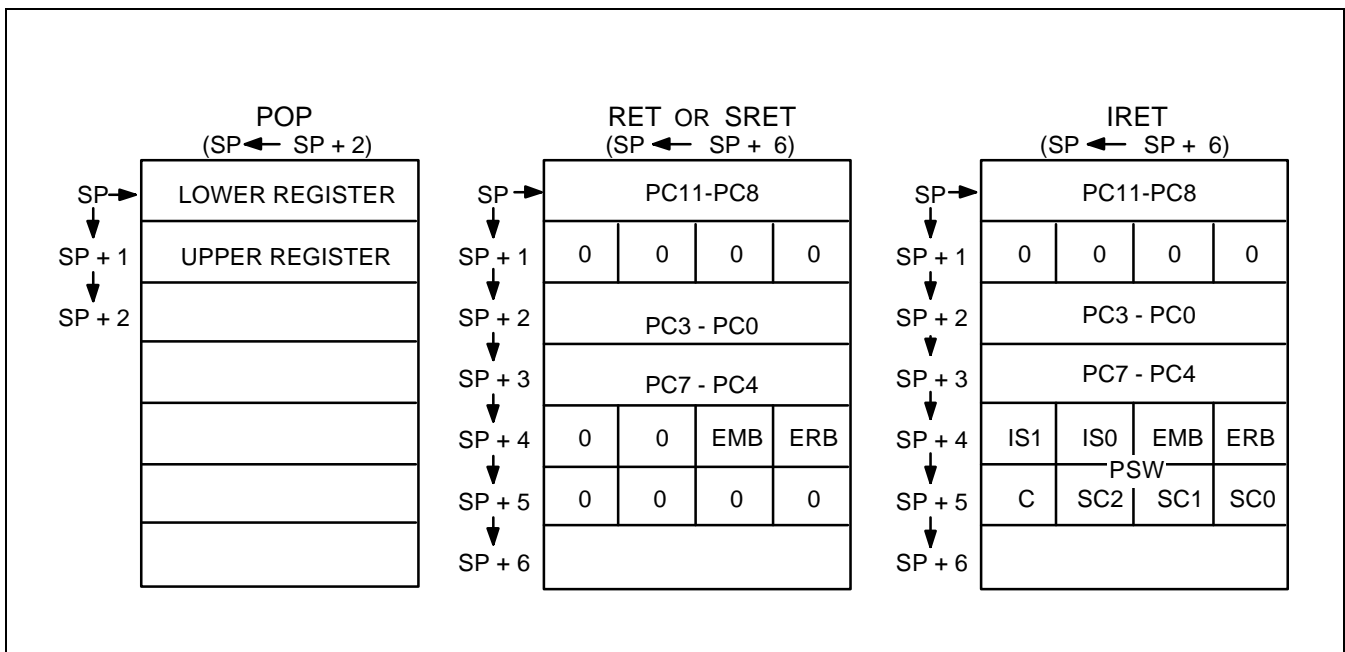 POP
(SP ← SP + 2)
SP
LOWER REGISTER
SP + 1
UPPER REGISTER
SP + 2
RET OR SRET
(SP ← SP + 6)
SP
PC11-PC8
SP + 1
0 0 0 0
SP + 2
PC3 - PC0
SP + 3
PC7 - PC4
SP + 4
0 0 EMB ERB
SP + 5
0 0 0 0
SP + 6
IRET
(SP ← SP + 6)
SP
PC11-PC8
SP + 1
0 0 0 0
SP + 2
PC3 - PC0
SP + 3
PC7 - PC4
SP + 4
IS1 IS0 EMB ERB
PSW
SP + 5
C SC2 SC1 SC0
SP + 6